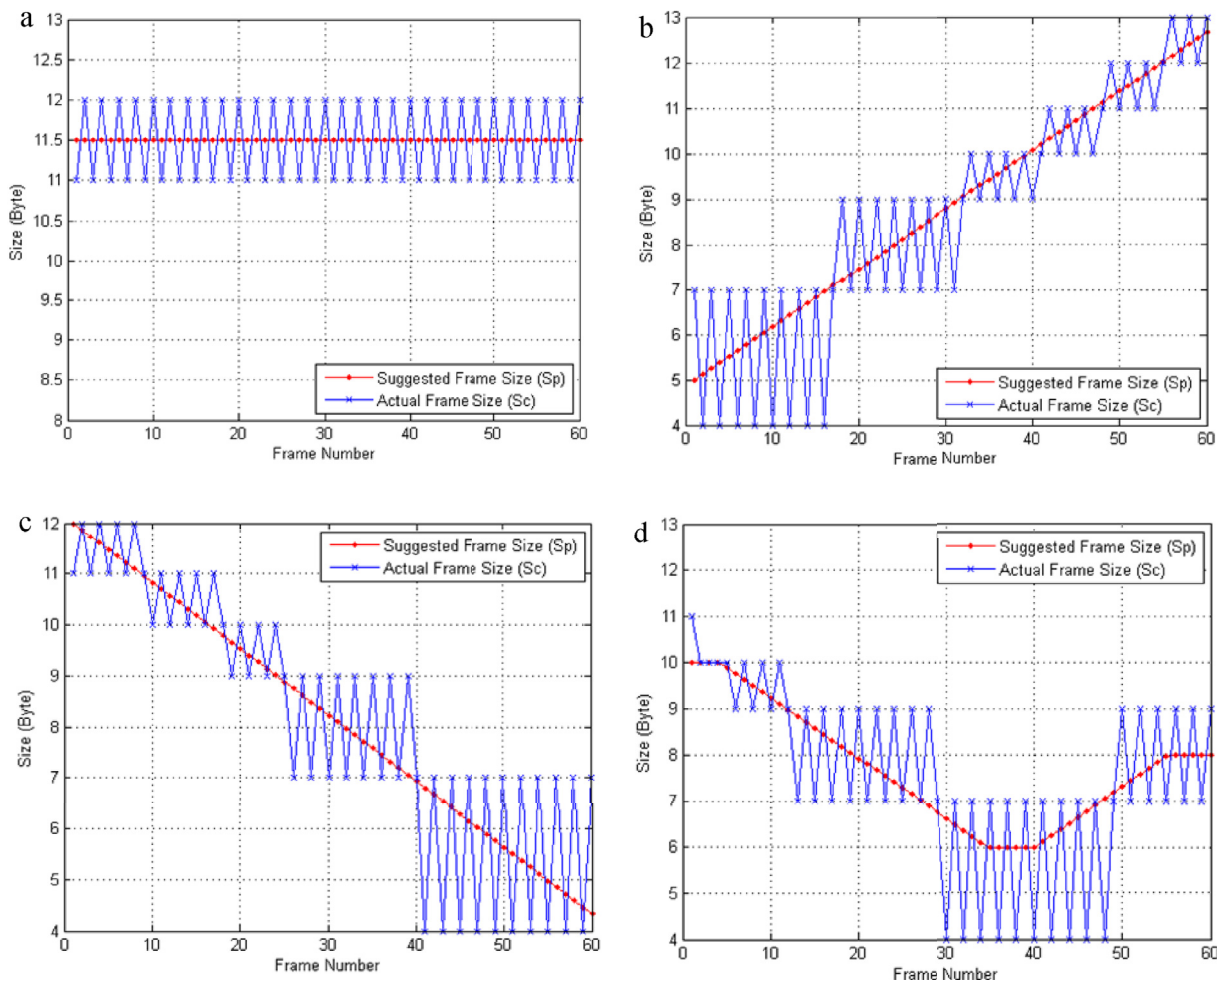 a
13
12.5
12
11.5
11
10.5
10
9.5
9
8.5
8
Size (Byte)
Suggested Frame Size (Sp)
Actual Frame Size (Sc)
0 10 20 30 40 50 60
Frame Number
b
13
12
11
10
9
8
7
6
5
4
Size (Byte)
Suggested Frame Size (Sp)
Actual Frame Size (Sc)
0 10 20 30 40 50 60
Frame Number
c
12
11
10
9
8
7
6
5
4
Size (Byte)
Suggested Frame Size (Sp)
Actual Frame Size (Sc)
0 10 20 30 40 50 60
Frame Number
d
13
12
11
10
9
8
7
6
5
4
Size (Byte)
Suggested Frame Size (Sp)
Actual Frame Size (Sc)
0 10 20 30 40 50 60
Frame Number